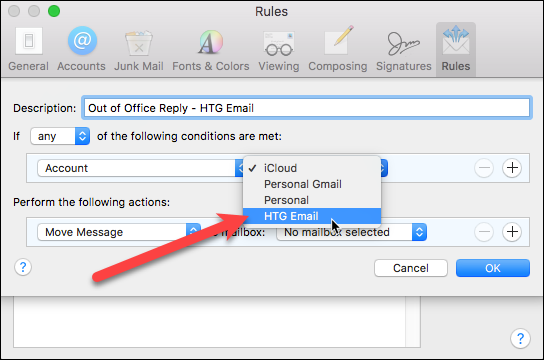 Rules
General Accounts Junk Mail Fonts & Colors Viewing Composing Signatures Rules
Description: Out of Office Reply - HTG Email
If any of the following conditions are met:
Account ✓ iCloud
Personal Gmail
Personal
HTG Email
Perform the following actions:
Move Message mailbox: No mailbox selected
? Cancel OK
?